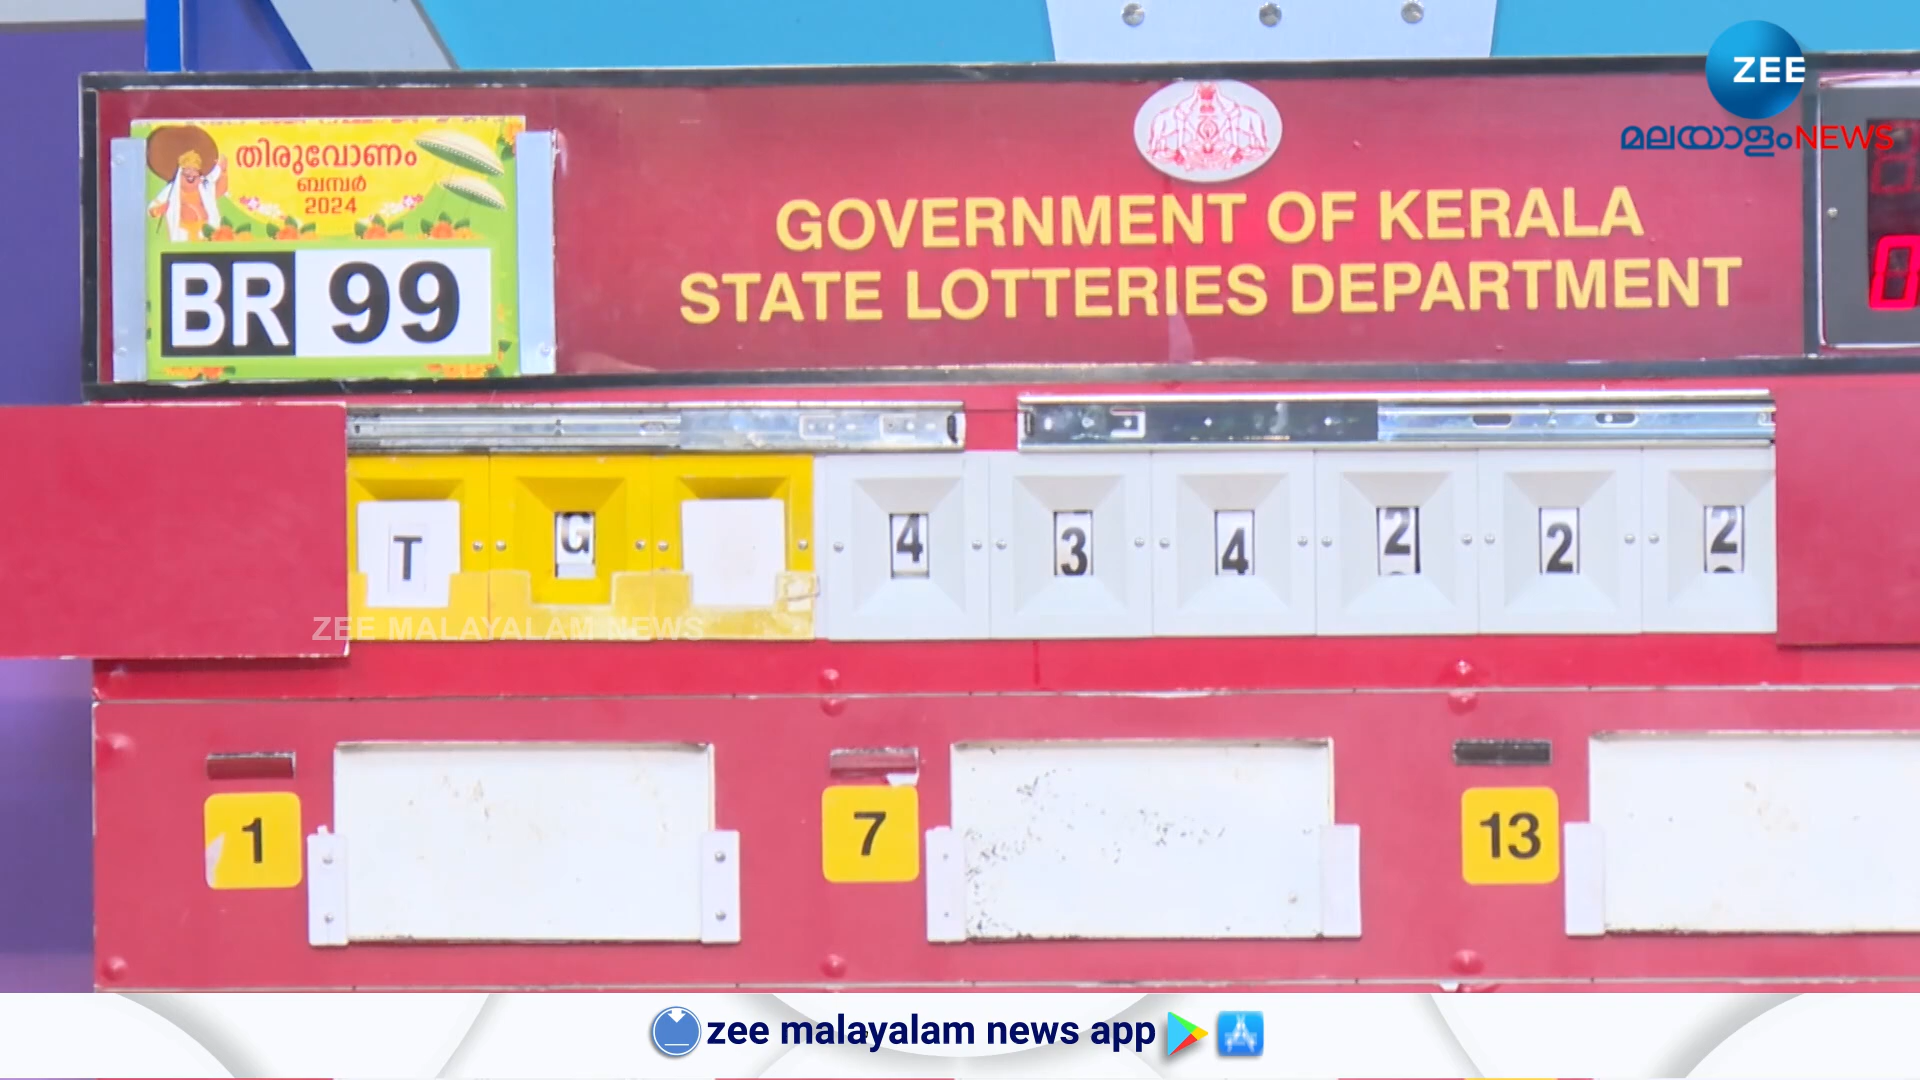 ZEE
മലയാളം NEWS
തിരുവോണം
ബമ്പർ
2024
BR 99
GOVERNMENT OF KERALA
STATE LOTTERIES DEPARTMENT
T G 4 3 4 2 2 2
ZEE MALAYALAM NEWS
1 7 13
zee malayalam news app